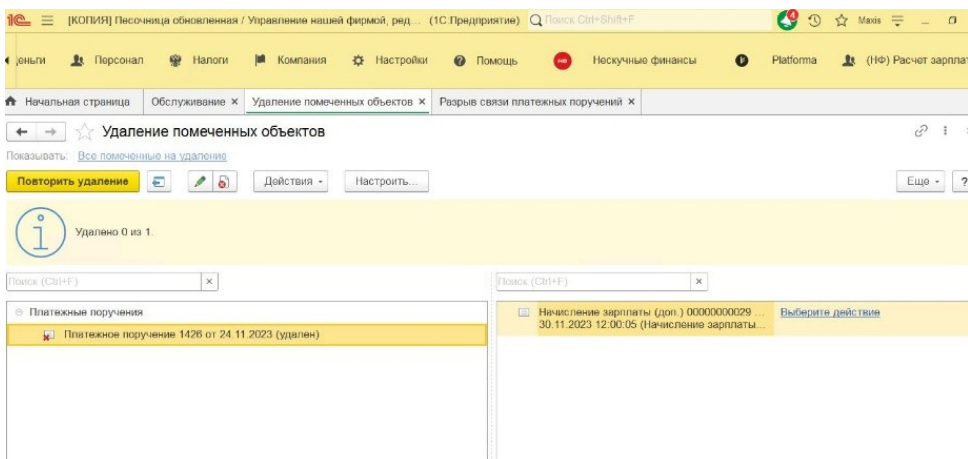 [КОПИЯ] Песочница обновленная / Управление нашей фирмой, ред... (1С:Предприятие) Поиск Ctrl+Shift+F 4 Maxis
еньги Персонал Налоги Компания Настройки Помощь Нескучные финансы Platforma (НФ) Расчет зарплат
Начальная страница Обслуживание × Удаление помеченных объектов × Разрыв связи платежных поручений ×
Удаление помеченных объектов
Показывать: Все помеченные на удаление
Повторить удаление Действия Настроить... Еще ?
Удалено 0 из 1.
Поиск (Ctrl+F) × Поиск (Ctrl+F) ×
Платежные поручения Начисление зарплаты (доп.) 00000000029 ... Выберите действие
Платежное поручение 1426 от 24.11.2023 (удален) 30.11.2023 12:00:05 (Начисление зарплаты...